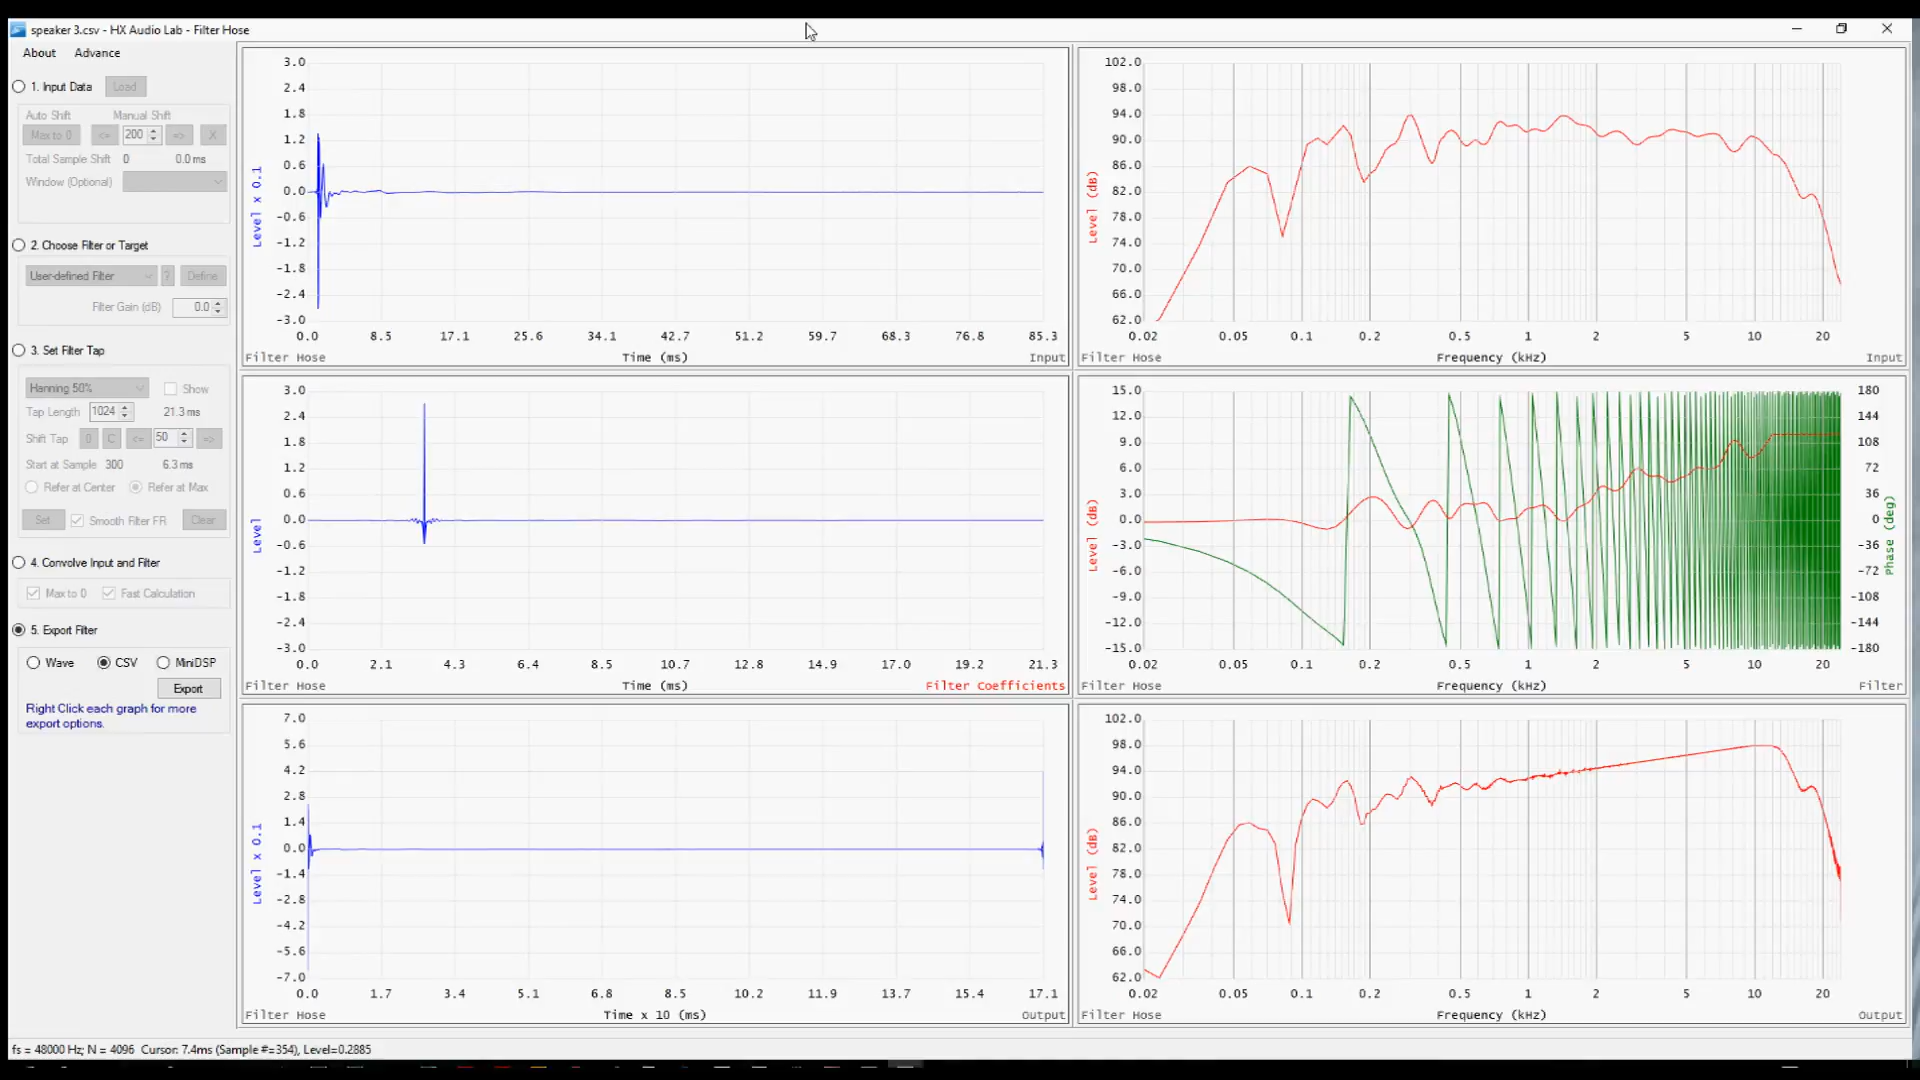 speaker 3.csv - HX Audio Lab - Filter Hose
About Advance
1. Input Data Load
Auto Shift Manual Shift
Max to 0 <= 200 => X
Total Sample Shift 0 0.0 ms
Window (Optional)
2. Choose Filter or Target
User-defined Filter ? Define
Filter Gain (dB) 0.0
3. Set Filter Tap
Hanning 50% Show
Tap Length 1024 21.3 ms
Shift Tap 0 C <= 50 =>
Start at Sample 300 6.3 ms
Refer at Center Refer at Max
Set Smooth Filter FR Clear
4. Convolve Input and Filter
Max to 0 Fast Calculation
5. Export Filter
Wave CSV MiniDSP
Export
Right Click each graph for more
export options.
3.0
2.4
1.8
1.2
0.6
0.0
-0.6
-1.2
-1.8
-2.4
-3.0
Level x 0.1
0.0 8.5 17.1 25.6 34.1 42.7 51.2 59.7 68.3 76.8 85.3
Filter Hose Time (ms) Input
102.0
98.0
94.0
90.0
86.0
82.0
78.0
74.0
70.0
66.0
62.0
Level (dB)
0.02 0.05 0.1 0.2 0.5 1 2 5 10 20
Filter Hose Frequency (kHz) Input
3.0
2.4
1.8
1.2
0.6
0.0
-0.6
-1.2
-1.8
-2.4
-3.0
Level
0.0 2.1 4.3 6.4 8.5 10.7 12.8 14.9 17.0 19.2 21.3
Filter Hose Time (ms) Filter Coefficients
15.0
12.0
9.0
6.0
3.0
0.0
-3.0
-6.0
-9.0
-12.0
-15.0
Level (dB)
180
144
108
72
36
0
-36
-72
-108
-144
-180
Phase (deg)
0.02 0.05 0.1 0.2 0.5 1 2 5 10 20
Filter Hose Frequency (kHz) Filter
7.0
5.6
4.2
2.8
1.4
0.0
-1.4
-2.8
-4.2
-5.6
-7.0
Level x 0.1
0.0 1.7 3.4 5.1 6.8 8.5 10.2 11.9 13.7 15.4 17.1
Filter Hose Time x 10 (ms) Output
102.0
98.0
94.0
90.0
86.0
82.0
78.0
74.0
70.0
66.0
62.0
Level (dB)
0.02 0.05 0.1 0.2 0.5 1 2 5 10 20
Filter Hose Frequency (kHz) Output
fs = 48000 Hz; N = 4096 Cursor: 7.4ms (Sample #=354), Level=0.2885